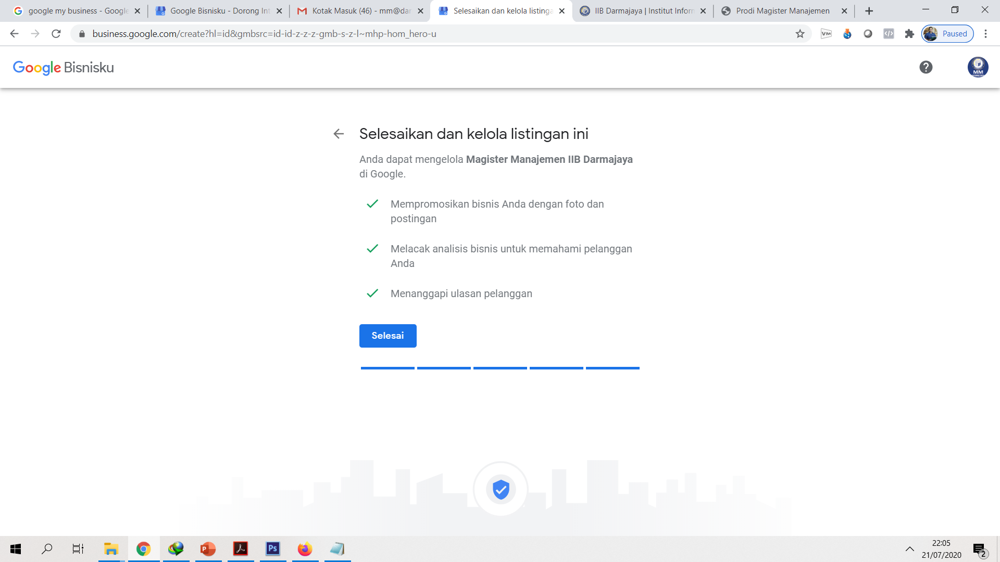 google my business - Google
Google Bisnisku - Dorong Int
Kotak Masuk (46) - mm@dar
Selesaikan dan kelola listinga
IIB Darmajaya | Institut Inform
Prodi Magister Manajemen
business.google.com/create?hl=id&gmbsrc=id-id-z-z-z-gmb-s-z-l~mhp-hom_hero-u
VM
Paused
Google Bisnisku
MM
Selesaikan dan kelola listingan ini
Anda dapat mengelola Magister Manajemen IIB Darmajaya
di Google.
Mempromosikan bisnis Anda dengan foto dan
postingan
Melacak analisis bisnis untuk memahami pelanggan
Anda
Menanggapi ulasan pelanggan
Selesai
Ps
22:05
21/07/2020
2